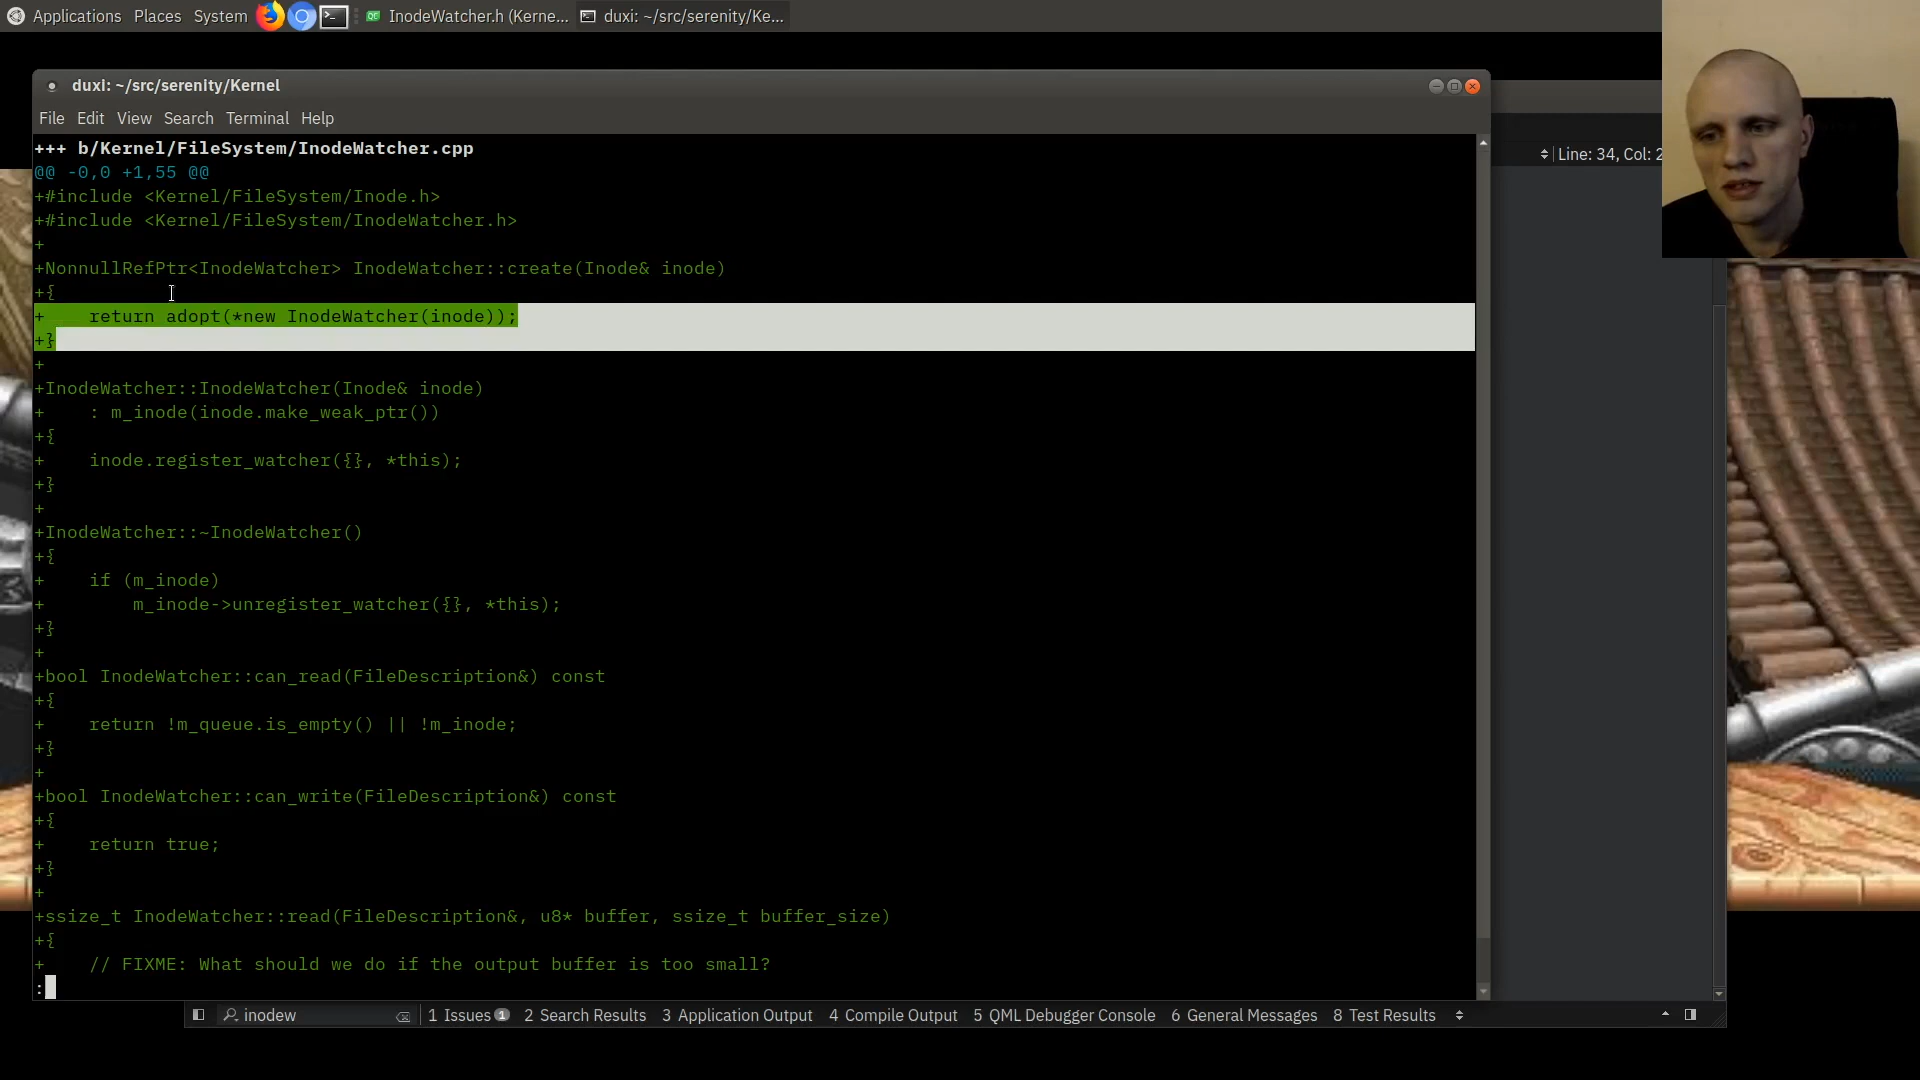 Applications Places System InodeWatcher.h (Kerne... duxi: ~/src/serenity/Ke...
duxi: ~/src/serenity/Kernel
File Edit View Search Terminal Help
Line: 34, Col: 2
+++ b/Kernel/FileSystem/InodeWatcher.cpp
@@ -0,0 +1,55 @@
+#include <Kernel/FileSystem/Inode.h>
+#include <Kernel/FileSystem/InodeWatcher.h>
+
+NonnullRefPtr<InodeWatcher> InodeWatcher::create(Inode& inode)
+{
+    return adopt(*new InodeWatcher(inode));
+}
+
+InodeWatcher::InodeWatcher(Inode& inode)
+    : m_inode(inode.make_weak_ptr())
+{
+    inode.register_watcher({}, *this);
+}
+
+InodeWatcher::~InodeWatcher()
+{
+    if (m_inode)
+        m_inode->unregister_watcher({}, *this);
+}
+
+bool InodeWatcher::can_read(FileDescription&) const
+{
+    return !m_queue.is_empty() || !m_inode;
+}
+
+bool InodeWatcher::can_write(FileDescription&) const
+{
+    return true;
+}
+
+ssize_t InodeWatcher::read(FileDescription&, u8* buffer, ssize_t buffer_size)
+{
+    // FIXME: What should we do if the output buffer is too small?
:
inodew 1 Issues 1 2 Search Results 3 Application Output 4 Compile Output 5 QML Debugger Console 6 General Messages 8 Test Results